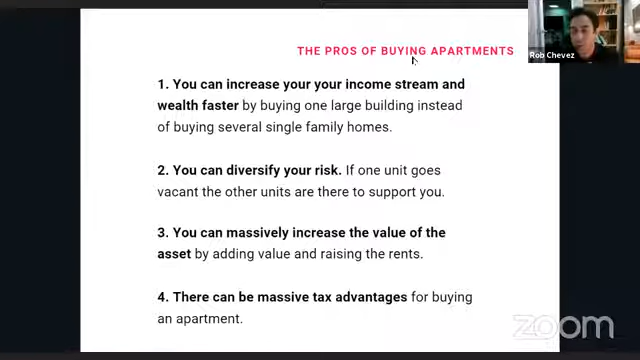 THE PROS OF BUYING APARTMENTS
Rob Chevez
1. You can increase your your income stream and
wealth faster by buying one large building instead
of buying several single family homes.
2. You can diversify your risk. If one unit goes
vacant the other units are there to support you.
3. You can massively increase the value of the
asset by adding value and raising the rents.
4. There can be massive tax advantages for buying
an apartment.
zoom